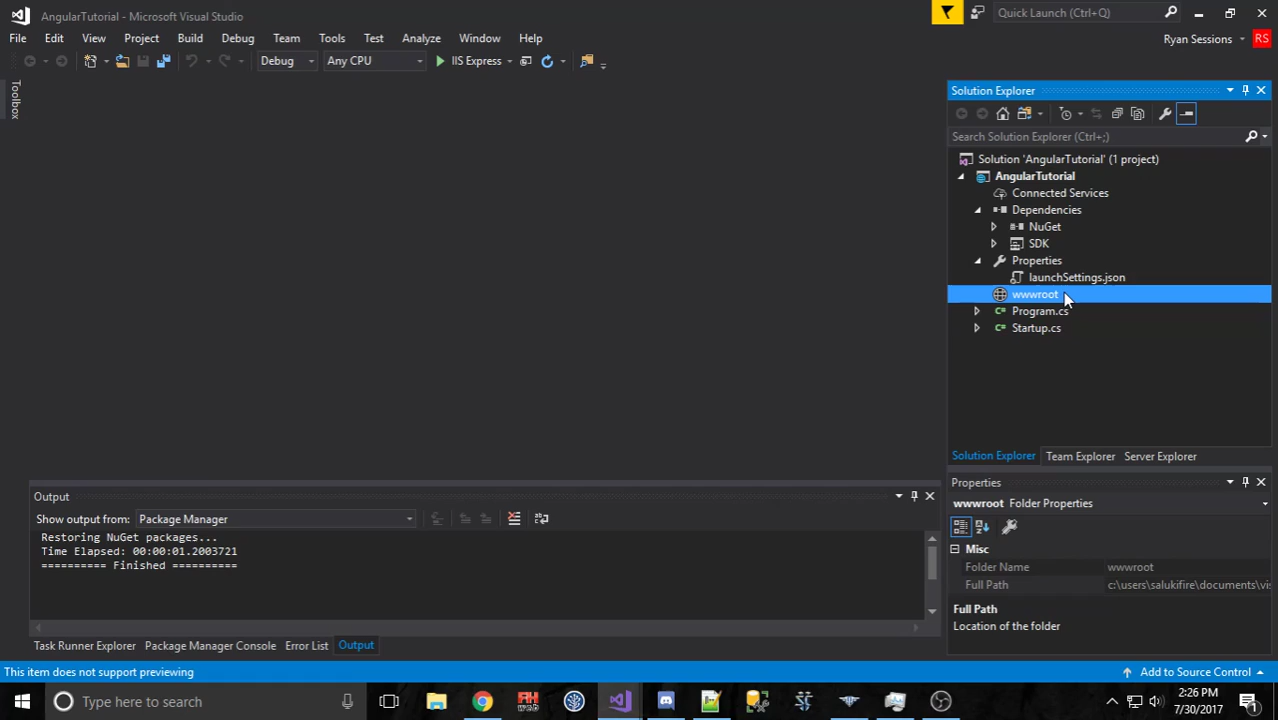 AngularTutorial - Microsoft Visual Studio
Quick Launch (Ctrl+Q)
File Edit View Project Build Debug Team Tools Test Analyze Window Help
Ryan Sessions RS
Debug Any CPU IIS Express
Toolbox
Solution Explorer
Search Solution Explorer (Ctrl+;)
Solution 'AngularTutorial' (1 project)
AngularTutorial
Connected Services
Dependencies
NuGet
SDK
Properties
launchSettings.json
wwwroot
C# Program.cs
C# Startup.cs
Solution Explorer Team Explorer Server Explorer
Properties
wwwroot Folder Properties
Misc
Folder Name wwwroot
Full Path c:\users\salukifire\documents\vis
Full Path
Location of the folder
Output
Show output from: Package Manager
Restoring NuGet packages...
Time Elapsed: 00:00:01.2003721
========== Finished ==========
Task Runner Explorer Package Manager Console Error List Output
This item does not support previewing
Add to Source Control
Type here to search
RH web
2:26 PM
7/30/2017
1